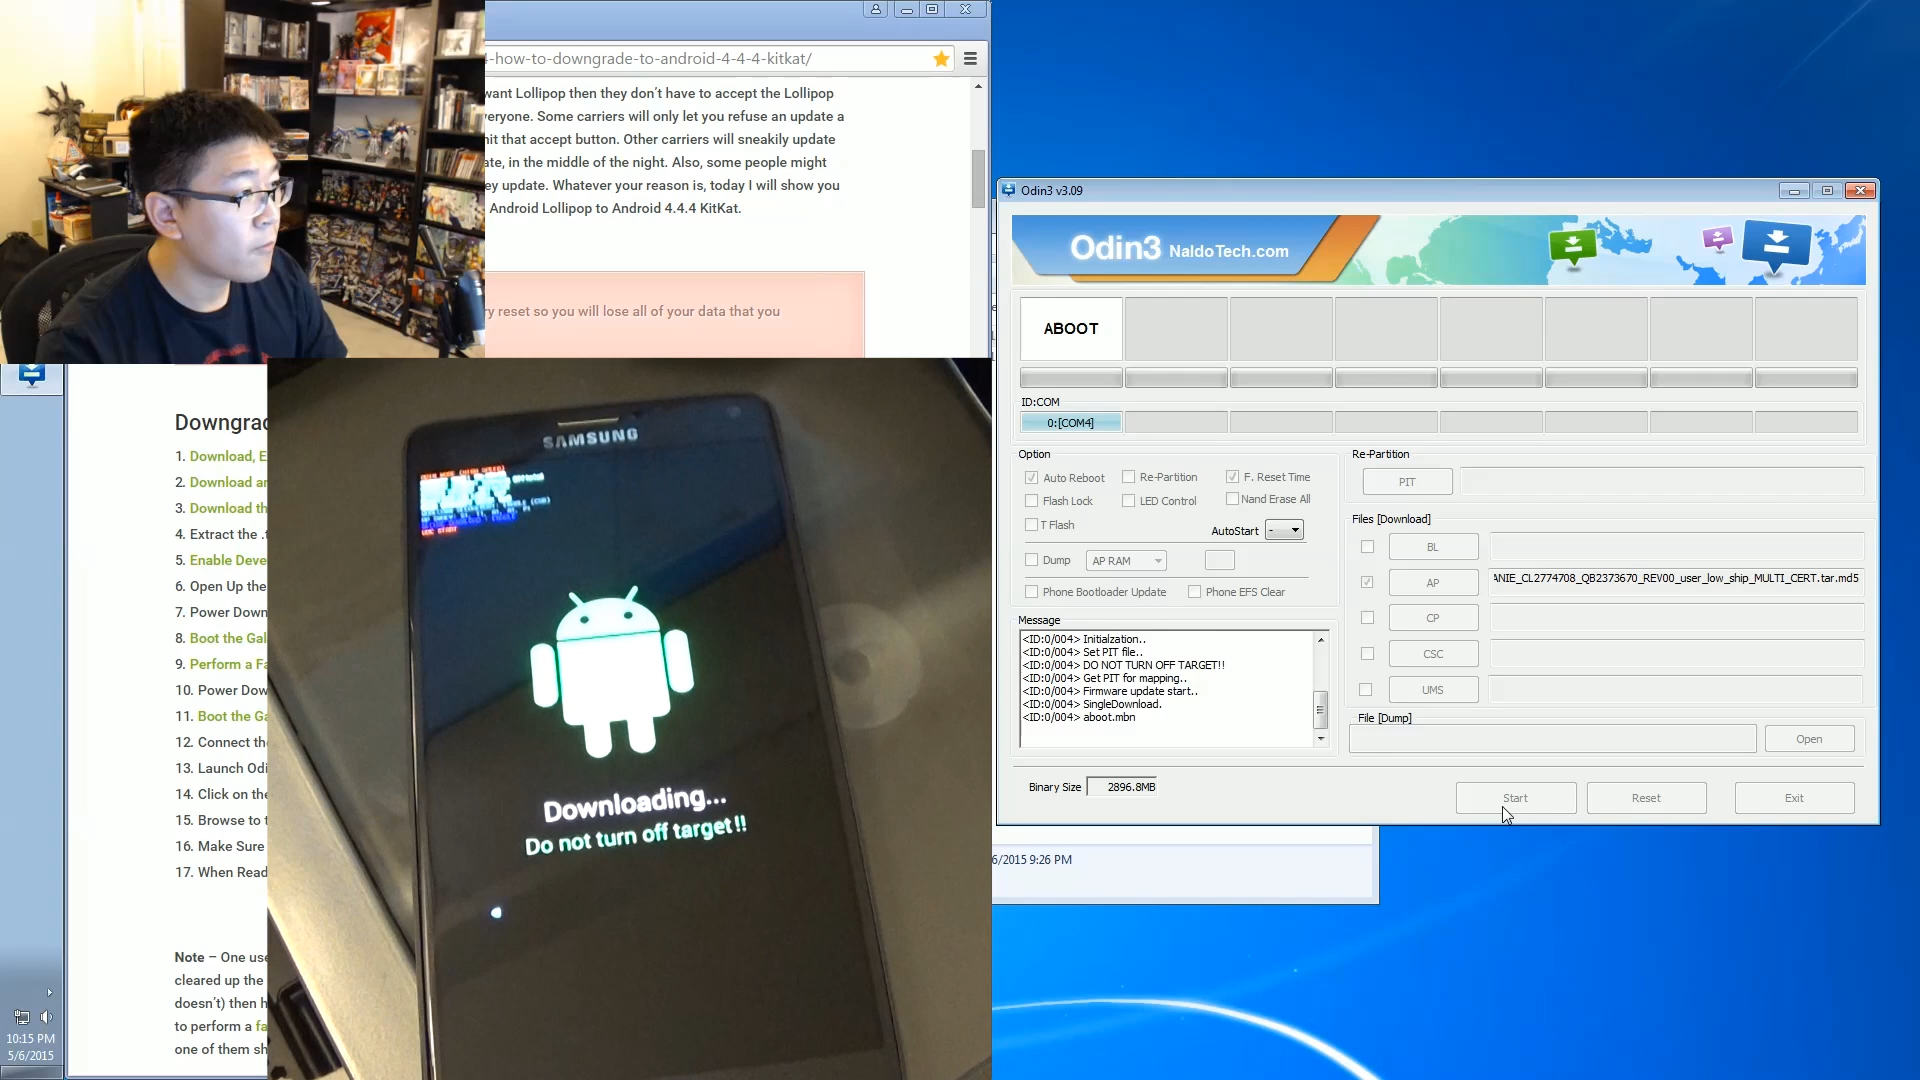 -how-to-downgrade-to-android-4-4-4-kitkat/
want Lollipop then they don't have to accept the Lollipop
veryone. Some carriers will only let you refuse an update a
hit that accept button. Other carriers will sneakily update
ate, in the middle of the night. Also, some people might
ey update. Whatever your reason is, today I will show you
Android Lollipop to Android 4.4.4 KitKat.
ry reset so you will lose all of your data that you
Downgrad
1. Download, E
2. Download an
3. Download th
4. Extract the .t
5. Enable Deve
6. Open Up the
7. Power Down
8. Boot the Gal
9. Perform a Fa
10. Power Dow
11. Boot the Ga
12. Connect the
13. Launch Odi
14. Click on the
15. Browse to t
16. Make Sure
17. When Read
Note – One use
cleared up the
doesn't) then h
to perform a fa
one of them sh
10:15 PM
5/6/2015
SAMSUNG
Downloading...
Do not turn off target !!
Odin3 v3.09
Odin3 NaldoTech.com
ABOOT
ID:COM
0:[COM4]
Option
Auto Reboot Re-Partition F. Reset Time
Flash Lock LED Control Nand Erase All
T Flash
AutoStart -
Dump AP RAM
Phone Bootloader Update Phone EFS Clear
Message
<ID:0/004> Initialzation..
<ID:0/004> Set PIT file..
<ID:0/004> DO NOT TURN OFF TARGET!!
<ID:0/004> Get PIT for mapping..
<ID:0/004> Firmware update start..
<ID:0/004> SingleDownload.
<ID:0/004> aboot.mbn
Re-Partition
PIT
Files [Download]
BL
AP ANIE_CL2774708_QB2373670_REV00_user_low_ship_MULTI_CERT.tar.md5
CP
CSC
UMS
File [Dump]
Open
Binary Size 2896.8MB
Start Reset Exit
6/2015 9:26 PM